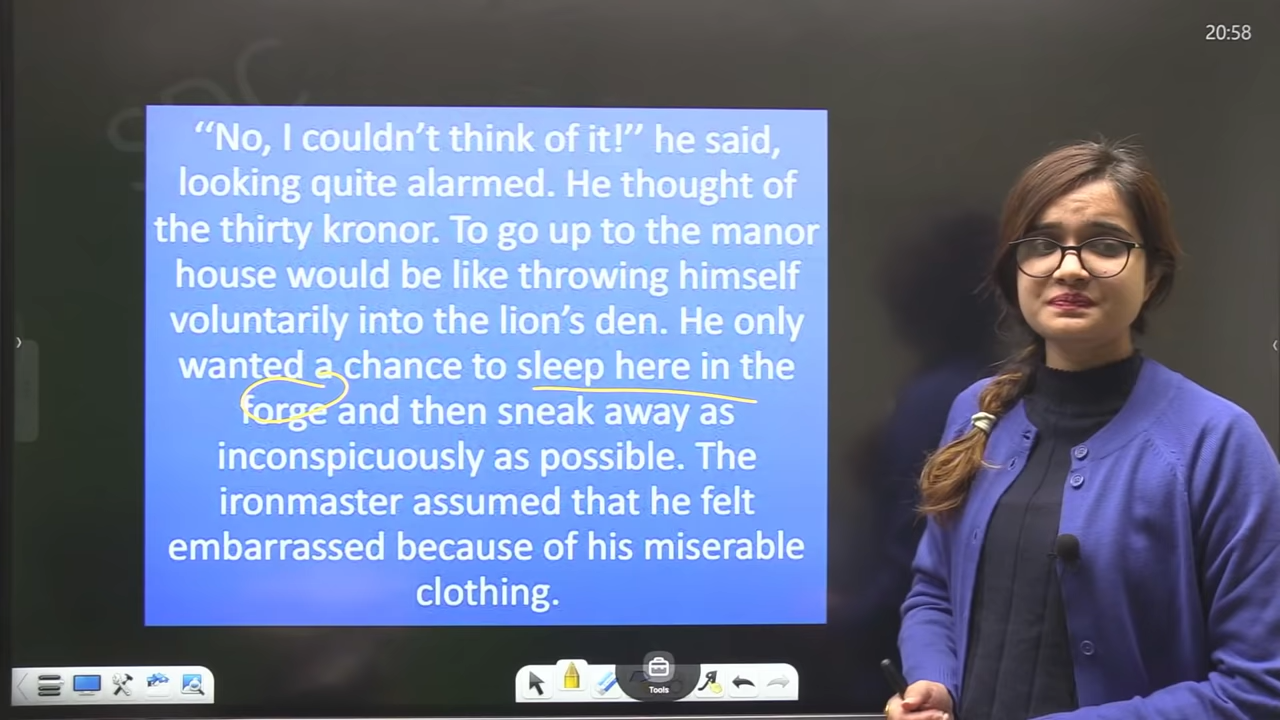 20:58
SDC
“No, I couldn’t think of it!” he said,
looking quite alarmed. He thought of
the thirty kronor. To go up to the manor
house would be like throwing himself
voluntarily into the lion’s den. He only
wanted a chance to sleep here in the
forge and then sneak away as
inconspicuously as possible. The
ironmaster assumed that he felt
embarrassed because of his miserable
clothing.
Tools